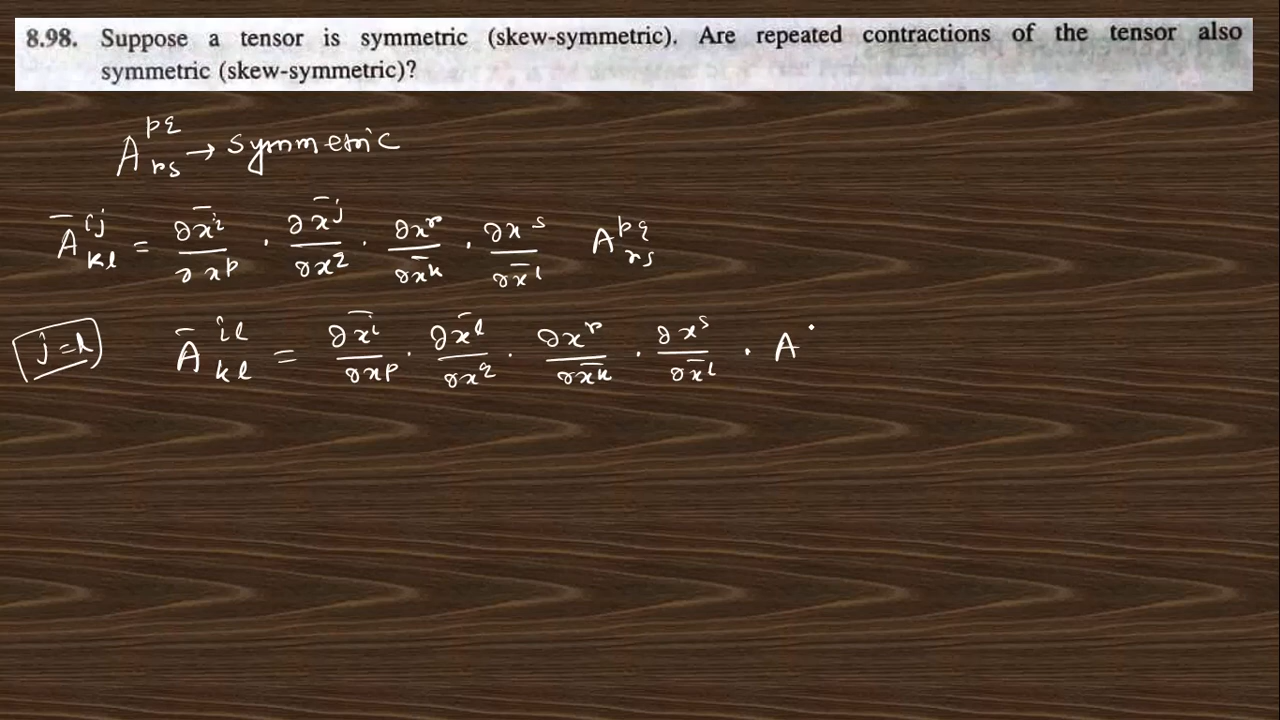 8.98. Suppose a tensor is symmetric (skew-symmetric). Are repeated contractions of the tensor also
symmetric (skew-symmetric)?
A^{pq}_{rs} → symmetric
Ā^{ij}_{kl} = ∂x̄^i/∂x^p · ∂x̄^j/∂x^q · ∂x^r/∂x̄^k · ∂x^s/∂x̄^l A^{pq}_{rs}
j=l Ā^{il}_{kl} = ∂x̄^i/∂x^p · ∂x̄^l/∂x^q · ∂x^r/∂x̄^k · ∂x^s/∂x̄^l · A